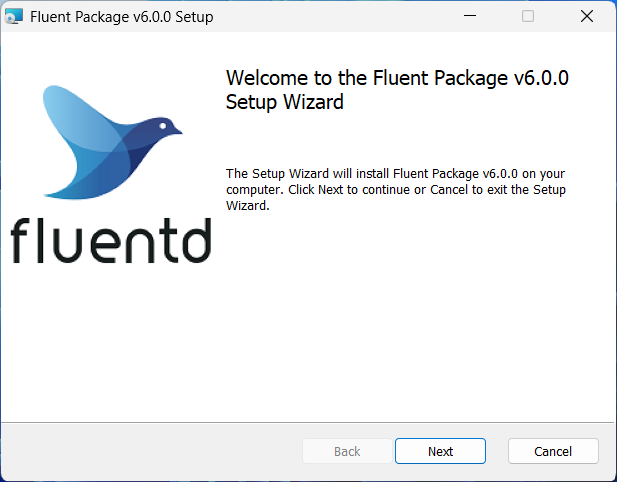 Fluent Package v6.0.0 Setup
Welcome to the Fluent Package v6.0.0
Setup Wizard
The Setup Wizard will install Fluent Package v6.0.0 on your
computer. Click Next to continue or Cancel to exit the Setup
Wizard.
fluentd
Back
Next
Cancel